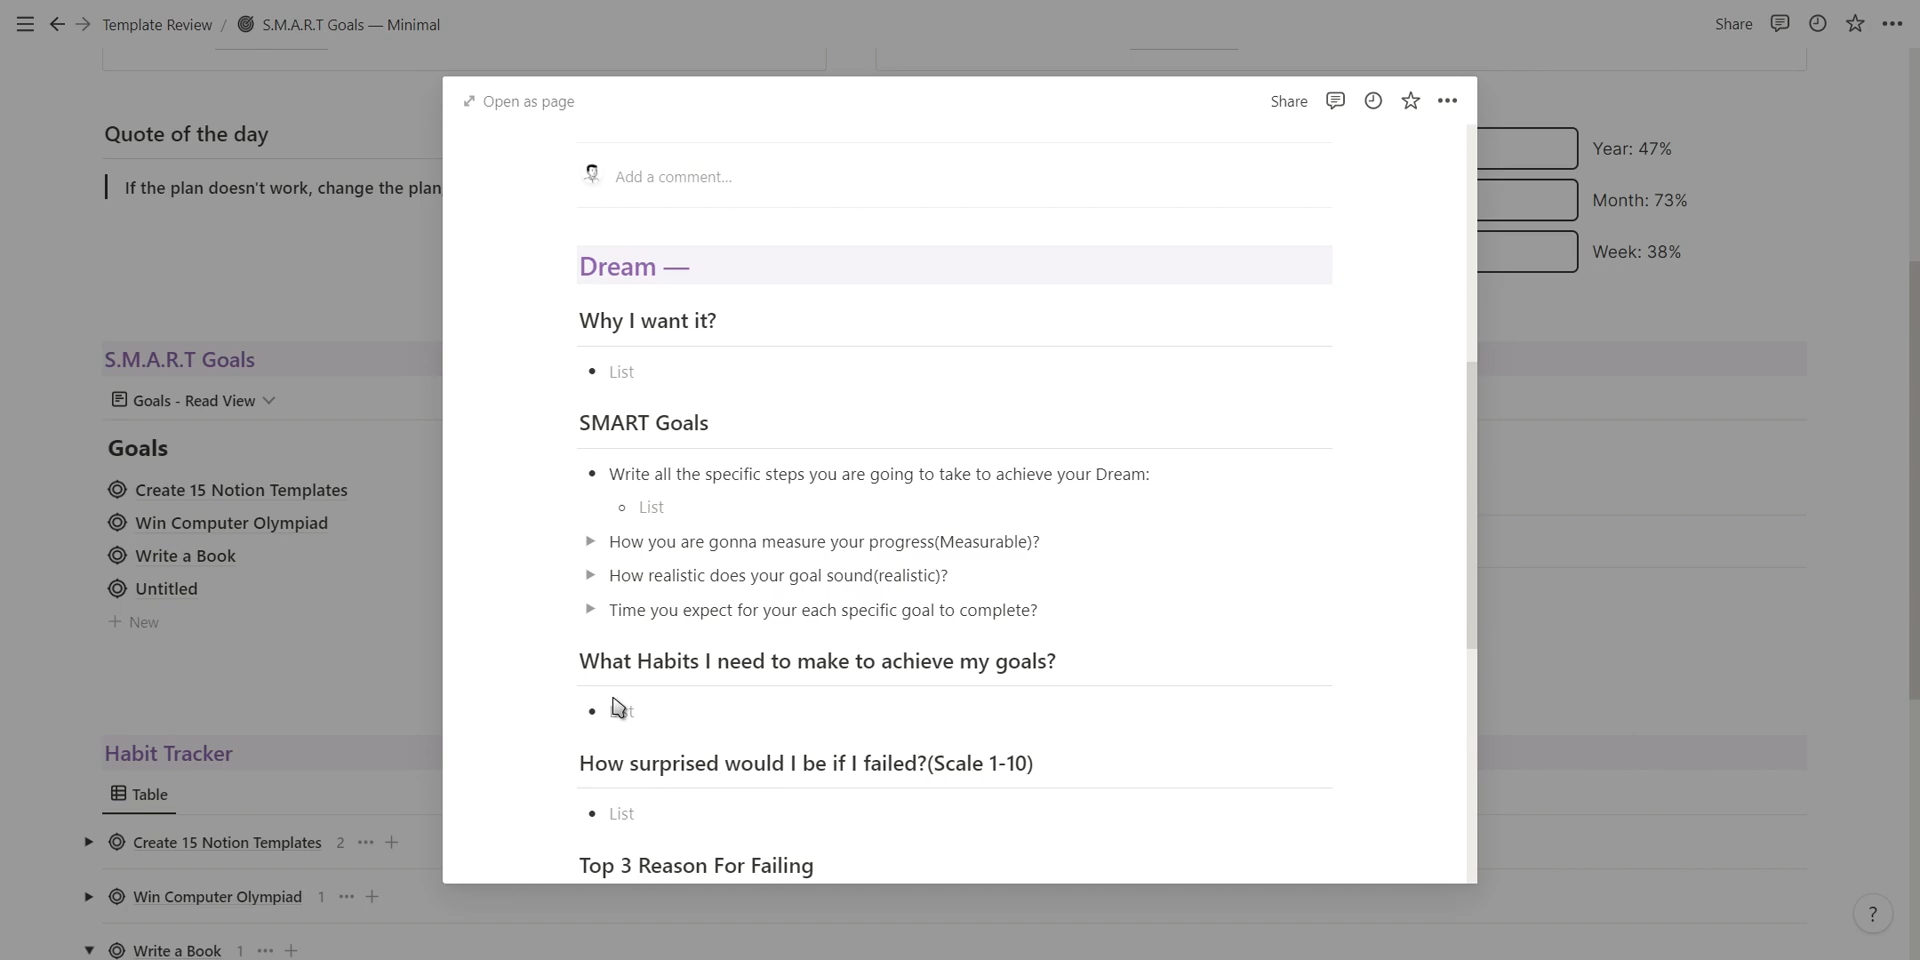 Template Review / S.M.A.R.T Goals — Minimal
Share
Quote of the day
If the plan doesn't work, change the plan
Year: 47%
Month: 73%
Week: 38%
S.M.A.R.T Goals
Goals - Read View
Goals
Create 15 Notion Templates
Win Computer Olympiad
Write a Book
Untitled
+ New
Habit Tracker
Table
Create 15 Notion Templates 2 ••• +
Win Computer Olympiad 1 ••• +
Write a Book 1 ••• +
Open as page
Share
Add a comment...
Dream —
Why I want it?
• List
SMART Goals
• Write all the specific steps you are going to take to achieve your Dream:
◦ List
How you are gonna measure your progress(Measurable)?
How realistic does your goal sound(realistic)?
Time you expect for your each specific goal to complete?
What Habits I need to make to achieve my goals?
How surprised would I be if I failed?(Scale 1-10)
• List
Top 3 Reason For Failing
?